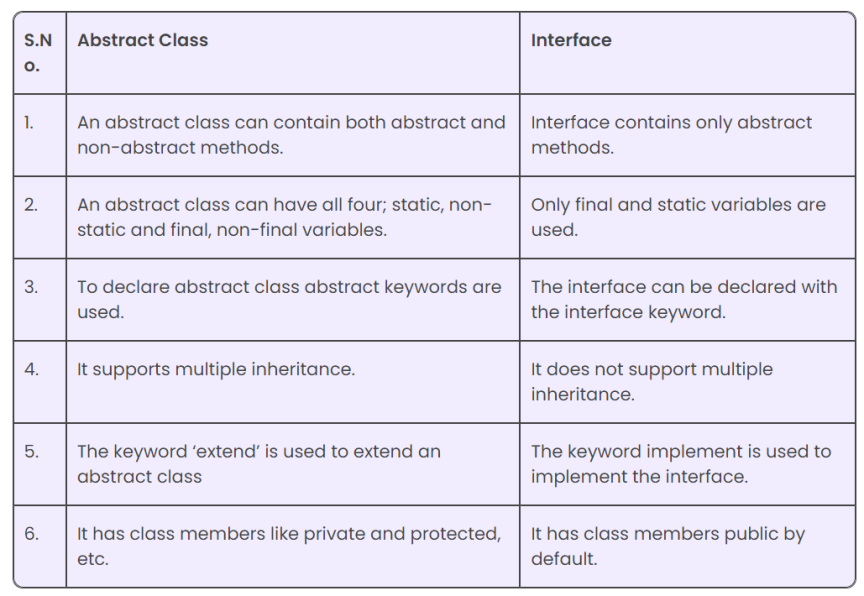 S.N
o.
Abstract Class
Interface
1.
An abstract class can contain both abstract and
non-abstract methods.
Interface contains only abstract
methods.
2.
An abstract class can have all four; static, non-
static and final, non-final variables.
Only final and static variables are
used.
3.
To declare abstract class abstract keywords are
used.
The interface can be declared with
the interface keyword.
4.
It supports multiple inheritance.
It does not support multiple
inheritance.
5.
The keyword ‘extend’ is used to extend an
abstract class
The keyword implement is used to
implement the interface.
6.
It has class members like private and protected,
etc.
It has class members public by
default.